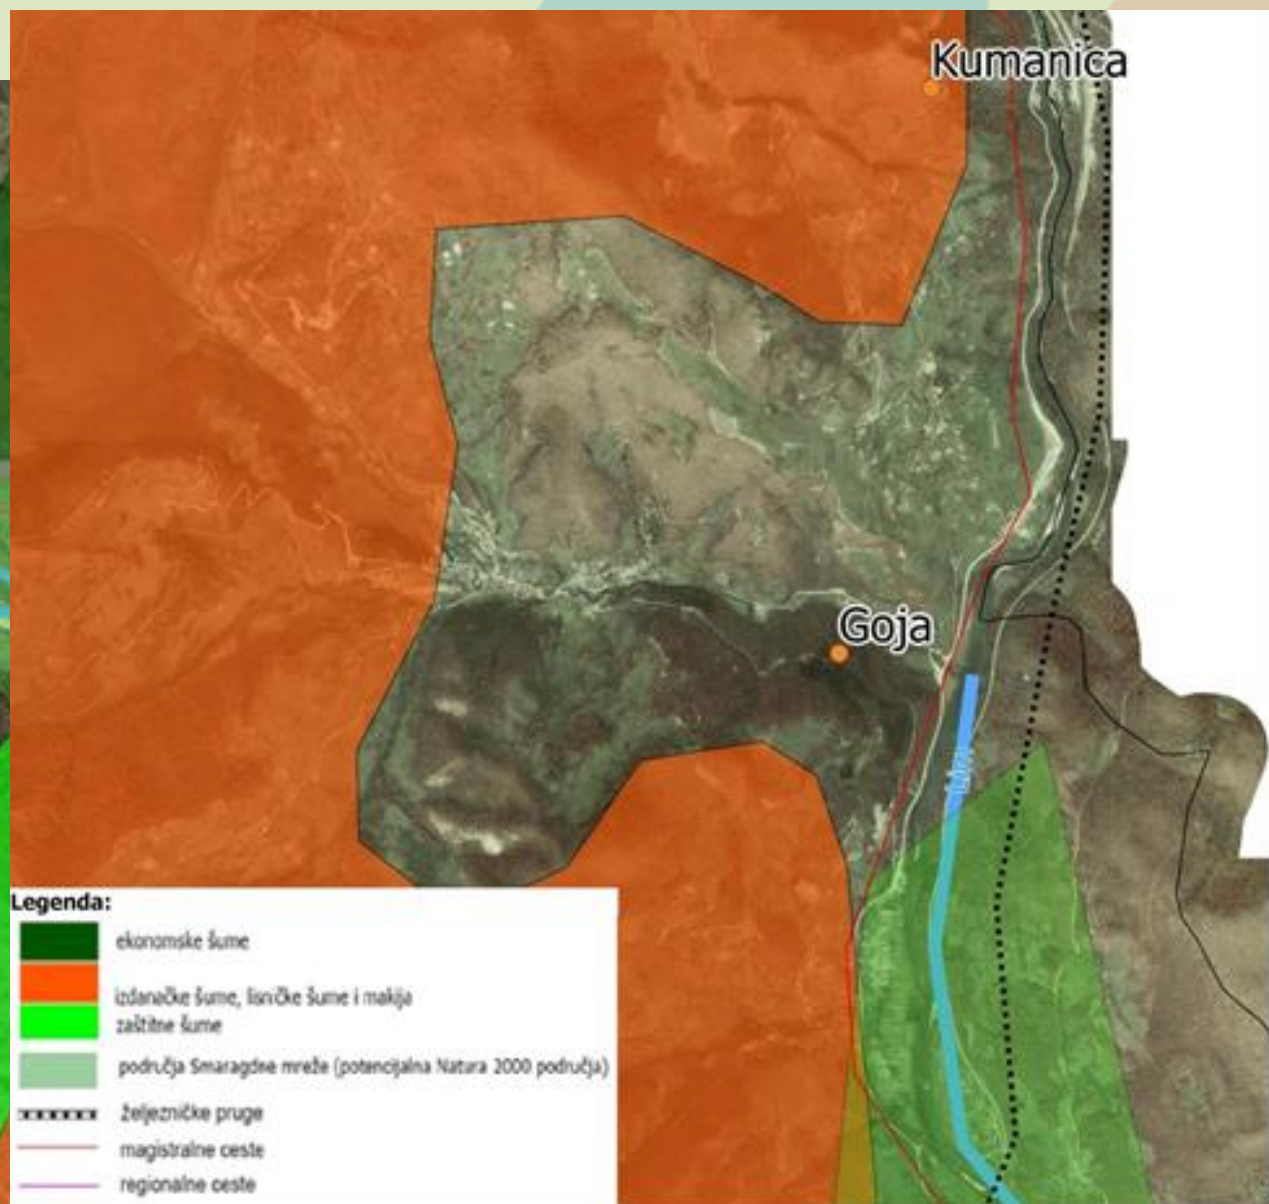 Kumanica
Goja
Legenda:
ekonomske šume
izdanačke šume, lisničke šume i makija
zaštitne šume
područja Smaragdne mreže (potencijalna Natura 2000 područja)
željezničke pruge
magistralne ceste
regionalne ceste